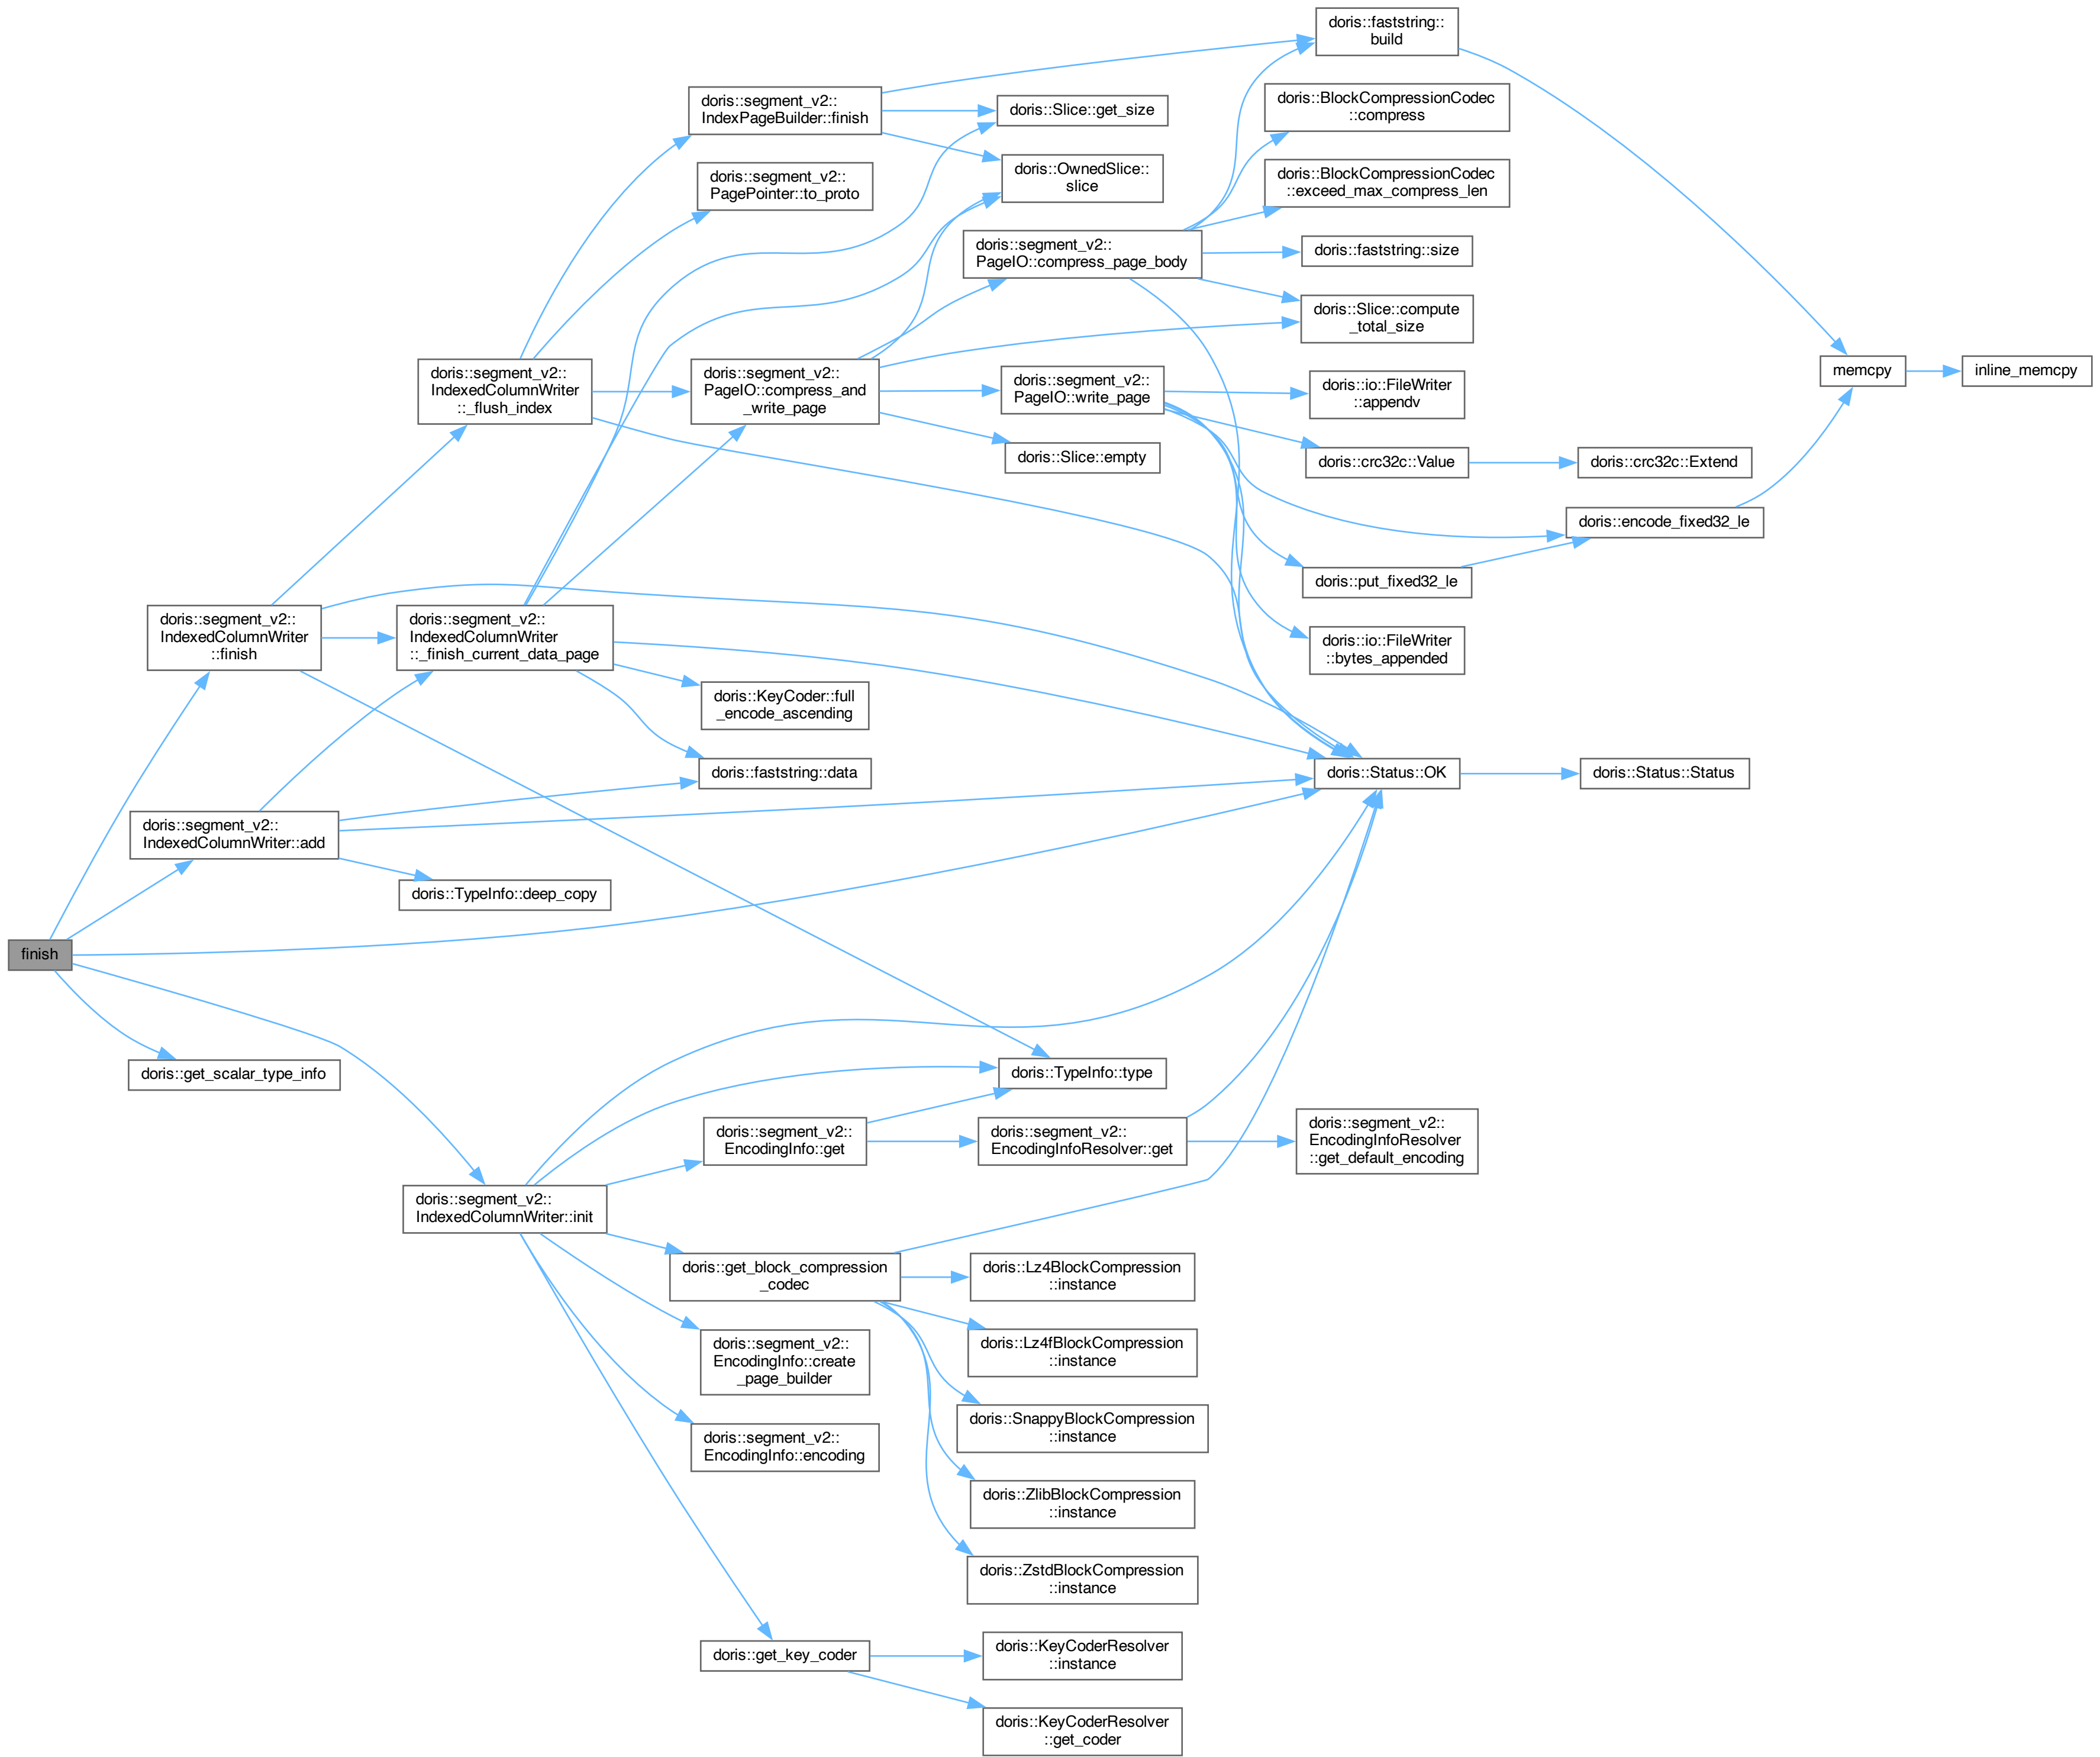 doris::faststring::
build
doris::BlockCompressionCodec
::compress
doris::segment_v2::
IndexPageBuilder::finish
doris::Slice::get_size
doris::OwnedSlice::
slice
doris::BlockCompressionCodec
::exceed_max_compress_len
doris::segment_v2::
PagePointer::to_proto
doris::segment_v2::
PageIO::compress_page_body
doris::faststring::size
doris::Slice::compute
_total_size
doris::segment_v2::
IndexedColumnWriter
::_flush_index
doris::segment_v2::
PageIO::compress_and
_write_page
doris::segment_v2::
PageIO::write_page
doris::io::FileWriter
::appendv
memcpy
inline_memcpy
doris::Slice::empty
doris::crc32c::Value
doris::crc32c::Extend
doris::encode_fixed32_le
doris::put_fixed32_le
doris::segment_v2::
IndexedColumnWriter
::finish
doris::segment_v2::
IndexedColumnWriter
::_finish_current_data_page
doris::io::FileWriter
::bytes_appended
doris::KeyCoder::full
_encode_ascending
doris::faststring::data
doris::Status::OK
doris::Status::Status
doris::segment_v2::
IndexedColumnWriter::add
doris::TypeInfo::deep_copy
finish
doris::get_scalar_type_info
doris::TypeInfo::type
doris::segment_v2::
EncodingInfo::get
doris::segment_v2::
EncodingInfoResolver::get
doris::segment_v2::
EncodingInfoResolver
::get_default_encoding
doris::segment_v2::
IndexedColumnWriter::init
doris::get_block_compression
_codec
doris::Lz4BlockCompression
::instance
doris::segment_v2::
EncodingInfo::create
_page_builder
doris::Lz4fBlockCompression
::instance
doris::segment_v2::
EncodingInfo::encoding
doris::SnappyBlockCompression
::instance
doris::ZlibBlockCompression
::instance
doris::ZstdBlockCompression
::instance
doris::get_key_coder
doris::KeyCoderResolver
::instance
doris::KeyCoderResolver
::get_coder